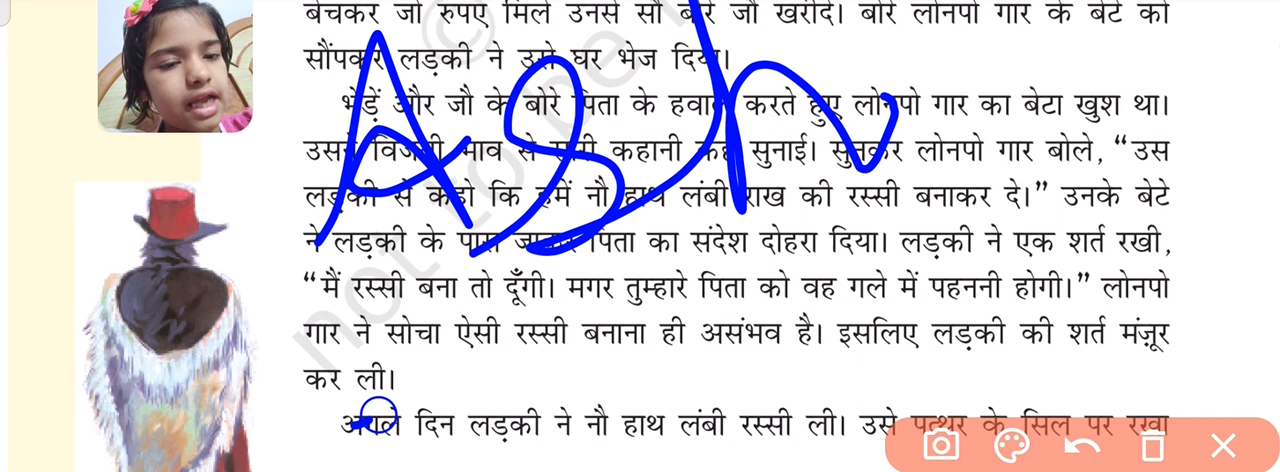 बेचकर जो रुपए मिले उनसे सौ बोरे जौ खरीदे। बोरे लोनपो गार के बेटे को
सौंपकर लड़की ने उसे घर भेज दिया।
भेड़ें और जौ के बोरे पिता के हवाले करते हुए लोनपो गार का बेटा खुश था।
उसने विजयी भाव से सारी कहानी कह सुनाई। सुनकर लोनपो गार बोले, “उस
लड़की से कहो कि हमें नौ हाथ लंबी राख की रस्सी बनाकर दे।” उनके बेटे
ने लड़की के पास जाकर पिता का संदेश दोहरा दिया। लड़की ने एक शर्त रखी,
“मैं रस्सी बना तो दूँगी। मगर तुम्हारे पिता को वह गले में पहननी होगी।” लोनपो
गार ने सोचा ऐसी रस्सी बनाना ही असंभव है। इसलिए लड़की की शर्त मंज़ूर
कर ली।
अगले दिन लड़की ने नौ हाथ लंबी रस्सी ली। उसे पत्थर के सिल पर रखा
not to be
©